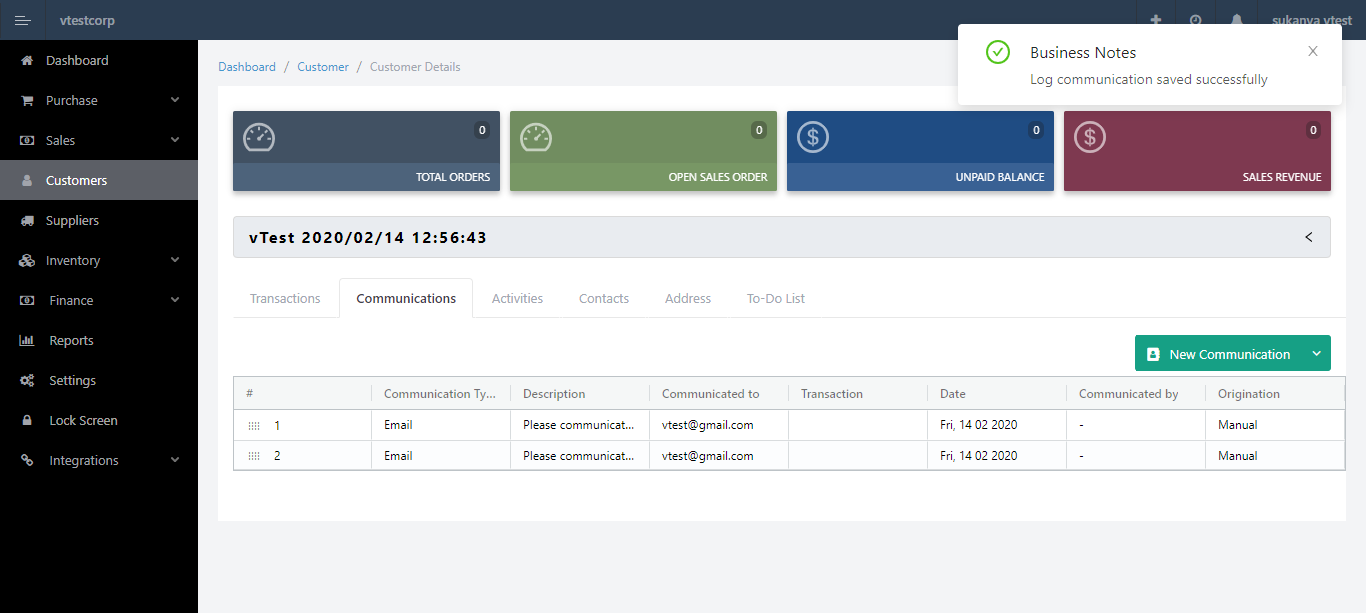 vtestcorp
sukanya vtest
Dashboard
Purchase
Sales
Customers
Suppliers
Inventory
Finance
Reports
Settings
Lock Screen
Integrations
Business Notes
Log communication saved successfully
Dashboard / Customer / Customer Details
0
TOTAL ORDERS
0
OPEN SALES ORDER
0
UNPAID BALANCE
0
SALES REVENUE
vTest 2020/02/14 12:56:43
Transactions Communications Activities Contacts Address To-Do List
New Communication
# Communication Ty... Description Communicated to Transaction Date Communicated by Origination
1 Email Please communicat... vtest@gmail.com Fri, 14 02 2020 - Manual
2 Email Please communicat... vtest@gmail.com Fri, 14 02 2020 - Manual